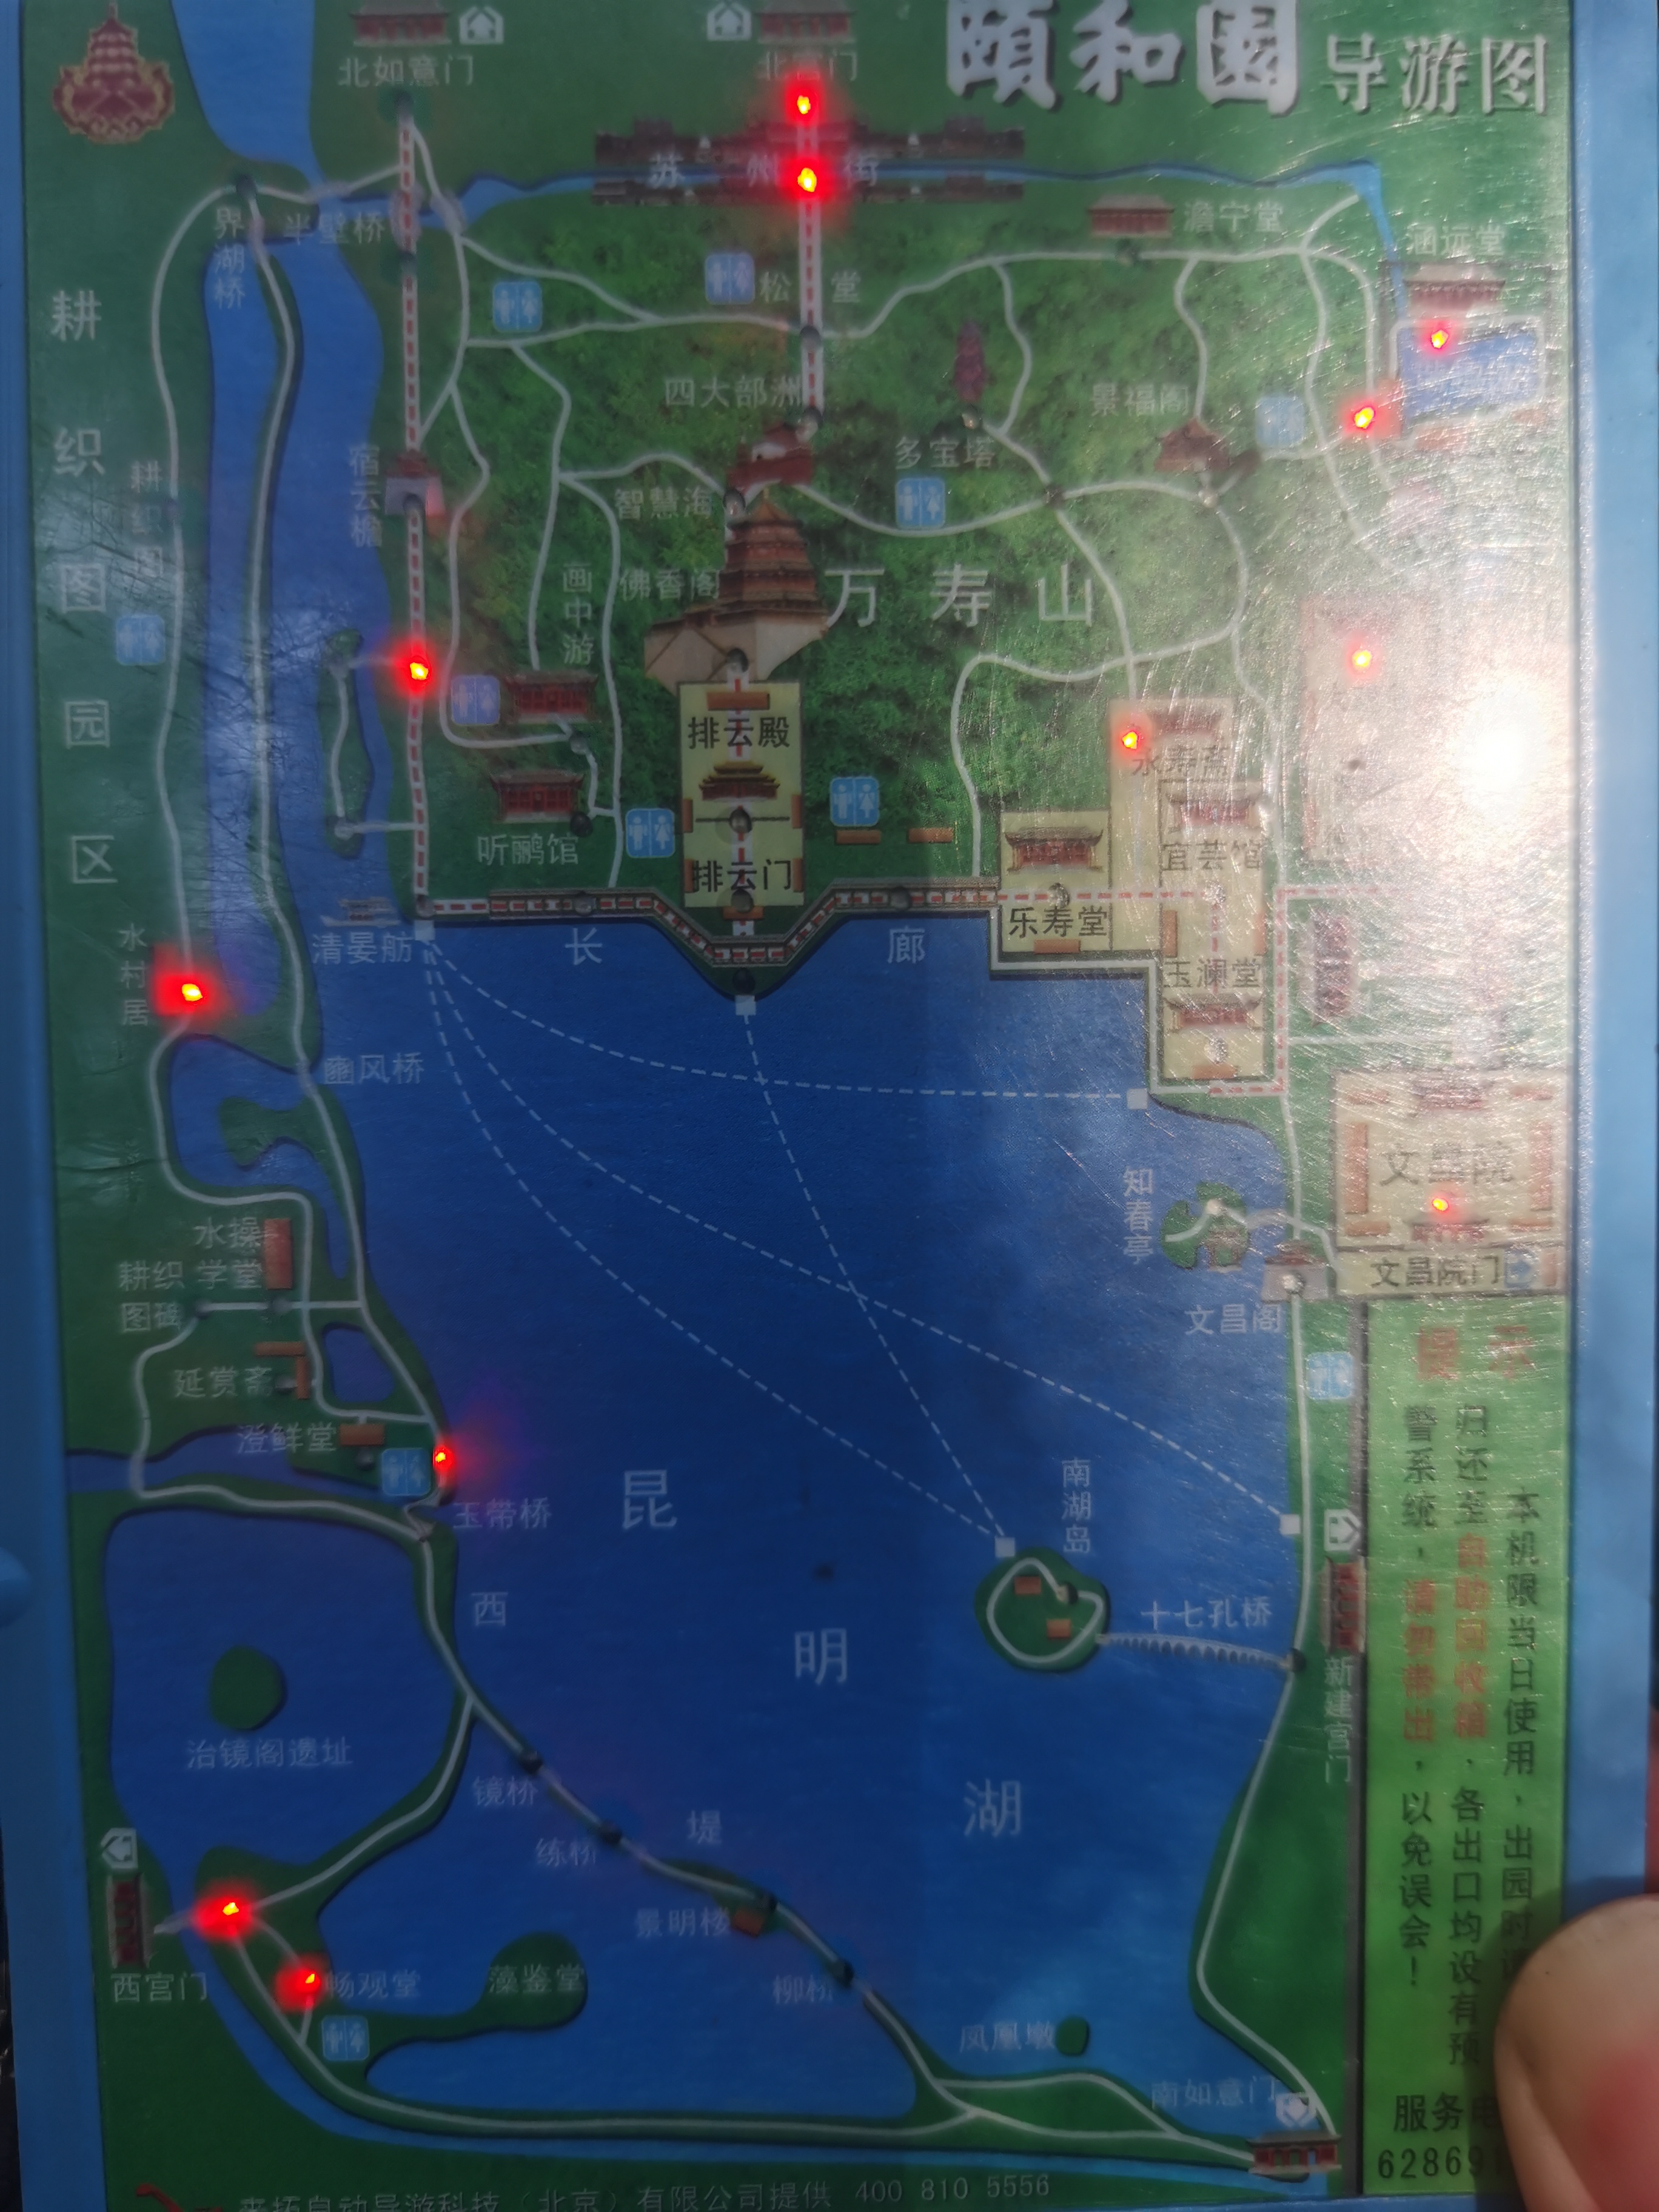 颐和园 导游图
北如意门
北宫门
苏州街
半壁桥
界湖桥
澹宁堂
涵远堂
松堂
耕织图园区
四大部洲
景福阁
多宝塔
宿云檐
耕织图
智慧海
佛香阁
画中游
万寿山
排云殿
永寿斋
听鹂馆
排云门
宜芸馆
乐寿堂
清晏舫
长廊
玉澜堂
水村居
豳风桥
知春亭
文昌院
文昌院门
文昌阁
水操学堂
耕织图碑
延赏斋
澄鲜堂
玉带桥
昆明湖
南湖岛
十七孔桥
新建宫门
西堤
治镜阁遗址
镜桥
练桥
景明楼
柳桥
西宫门
畅观堂
藻鉴堂
凤凰墩
南如意门
提示
本机限当日使用，出园时
归还至自助回收箱，各出口均设有预
警系统，请勿带出，以免误会！
服务
62869
自动导游科技（北京）有限公司提供 400 810 5556